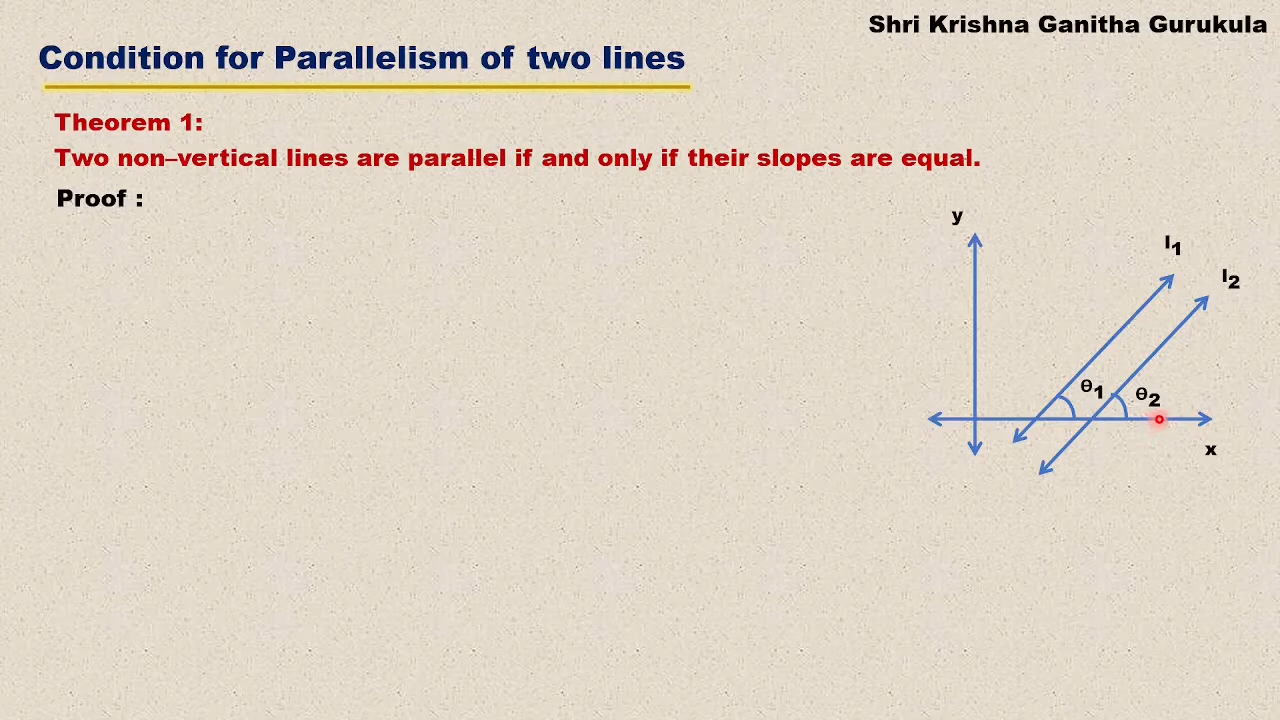 Shri Krishna Ganitha Gurukula
Condition for Parallelism of two lines
Theorem 1:
Two non–vertical lines are parallel if and only if their slopes are equal.
Proof :
y
l1
l2
θ1
θ2
x